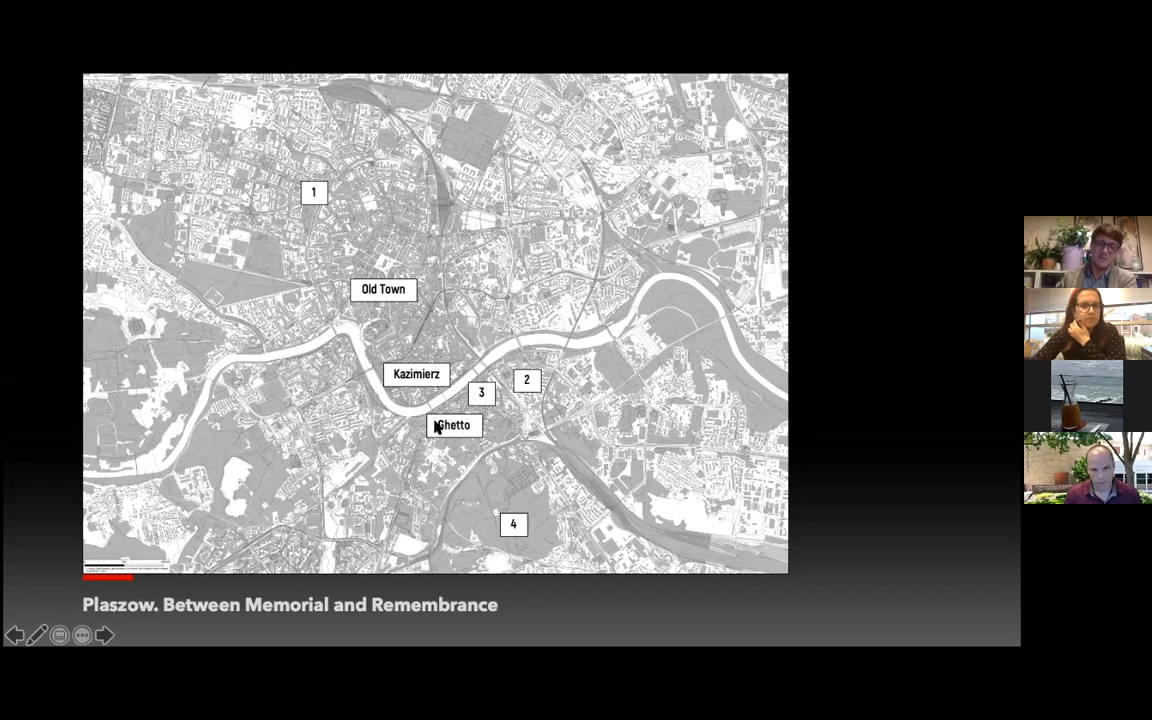 1
Old Town
Kazimierz
2
3
Ghetto
4
Plaszow. Between Memorial and Remembrance